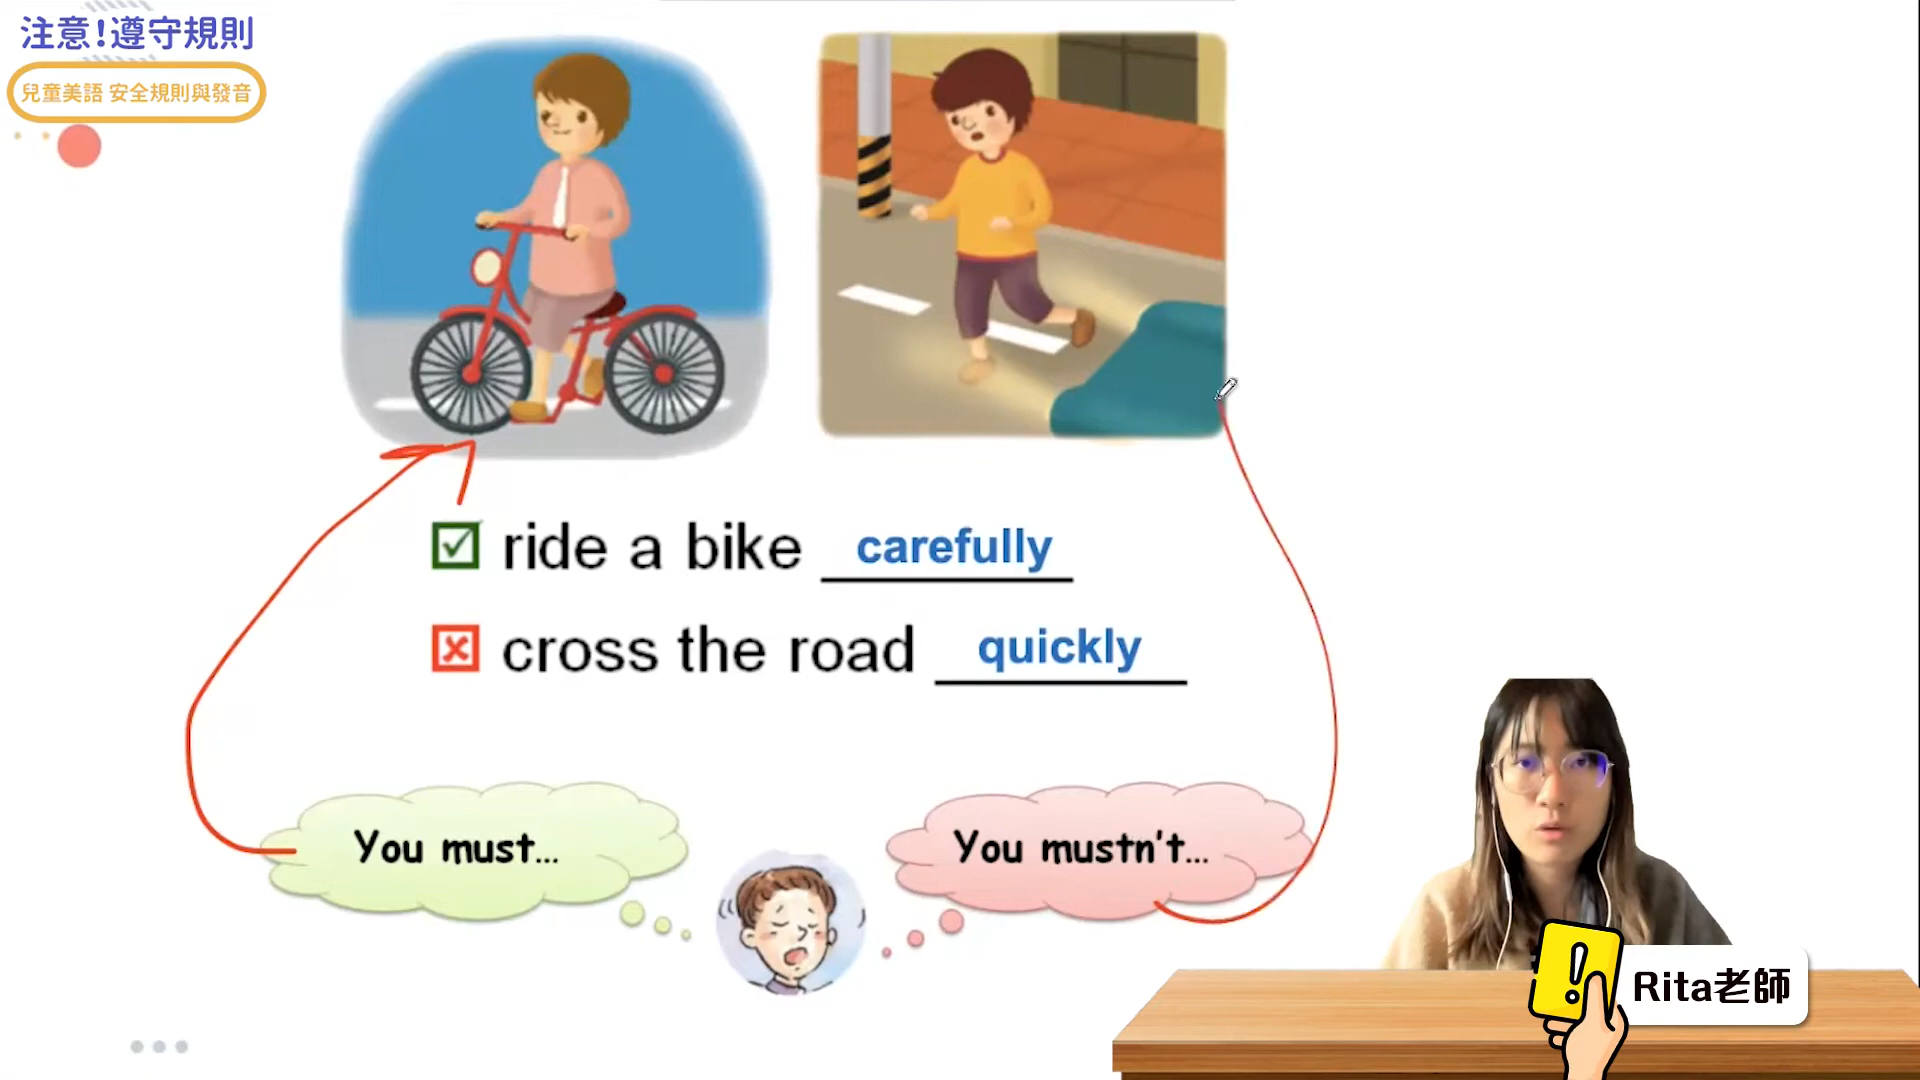 注意!遵守規則
兒童美語 安全規則與發音
ride a bike carefully
cross the road quickly
You must...
You mustn't...
Rita老師